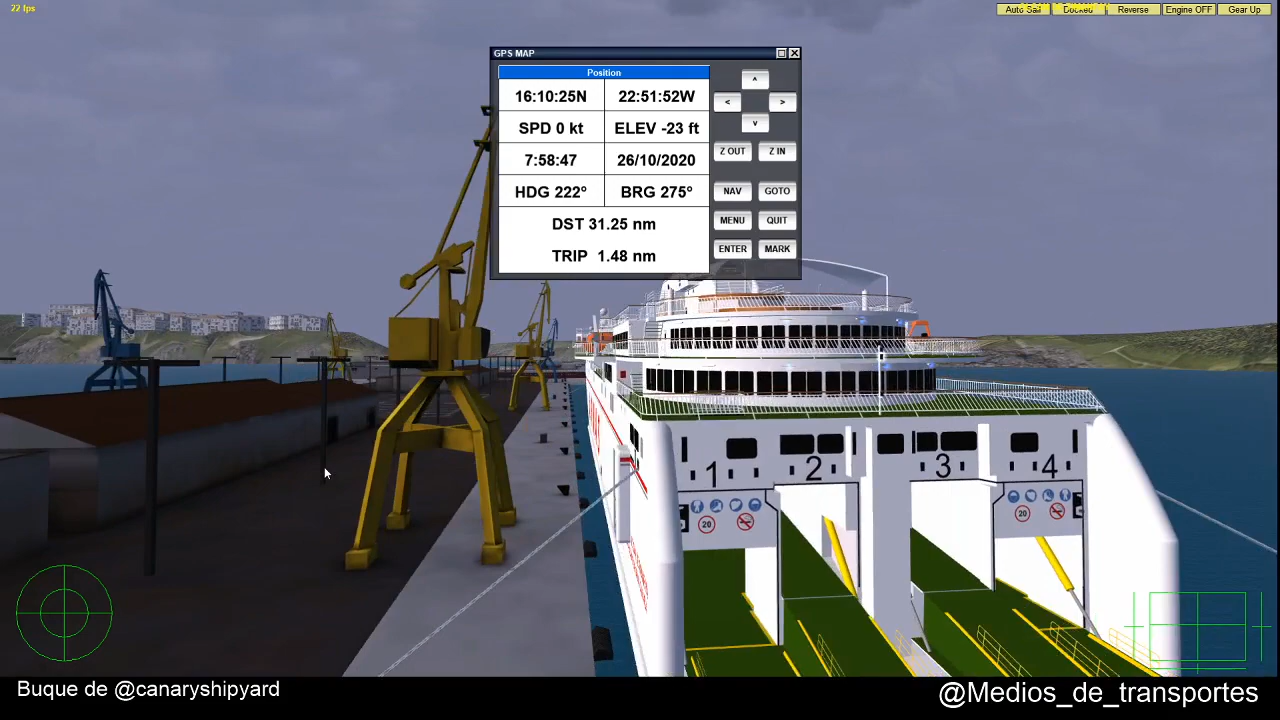 22 fps
Auto Sail Docked Reverse Engine OFF Gear Up
GPS MAP
Position
16:10:25N 22:51:52W
SPD 0 kt ELEV -23 ft
7:58:47 26/10/2020
HDG 222° BRG 275°
DST 31.25 nm
TRIP 1.48 nm
^
< >
v
Z OUT Z IN
NAV GOTO
MENU QUIT
ENTER MARK
1 2 3 4
20 20
Buque de @canaryshipyard
@Medios_de_transportes